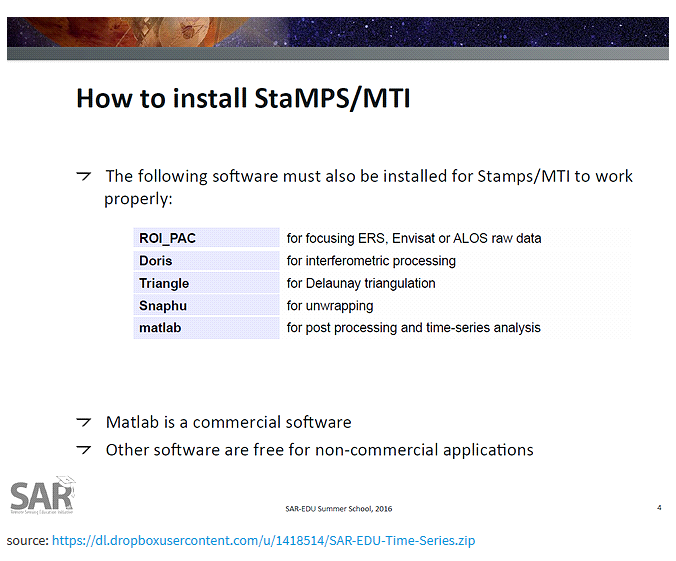 How to install StaMPS/MTI
The following software must also be installed for Stamps/MTI to work
properly:
ROI_PAC for focusing ERS, Envisat or ALOS raw data
Doris for interferometric processing
Triangle for Delaunay triangulation
Snaphu for unwrapping
matlab for post processing and time-series analysis
Matlab is a commercial software
Other software are free for non-commercial applications
SAR
Remote Sensing Education Initiative
SAR-EDU Summer School, 2016
4
source: https://dl.dropboxusercontent.com/u/1418514/SAR-EDU-Time-Series.zip